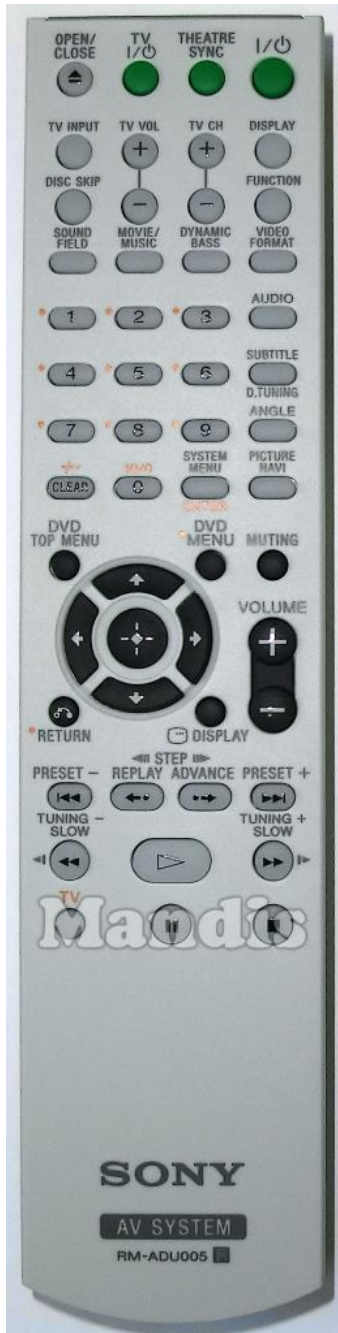 OPEN/ CLOSE TV I/⏻ THEATRE SYNC I/⏻
TV INPUT TV VOL TV CH DISPLAY
+ +
DISC SKIP FUNCTION
- -
SOUND FIELD MOVIE/ MUSIC DYNAMIC BASS VIDEO FORMAT
AUDIO
1 2 3
SUBTITLE
4 5 6
D.TUNING
ANGLE
7 8 9
-/-- 10/0 SYSTEM MENU PICTURE NAVI
CLEAR 0
ENTER
DVD TOP MENU DVD MENU MUTING
VOLUME
+
-
RETURN DISPLAY
STEP
PRESET - REPLAY ADVANCE PRESET +
TUNING - SLOW TUNING + SLOW
TV
Mandis
SONY
AV SYSTEM
RM-ADU005